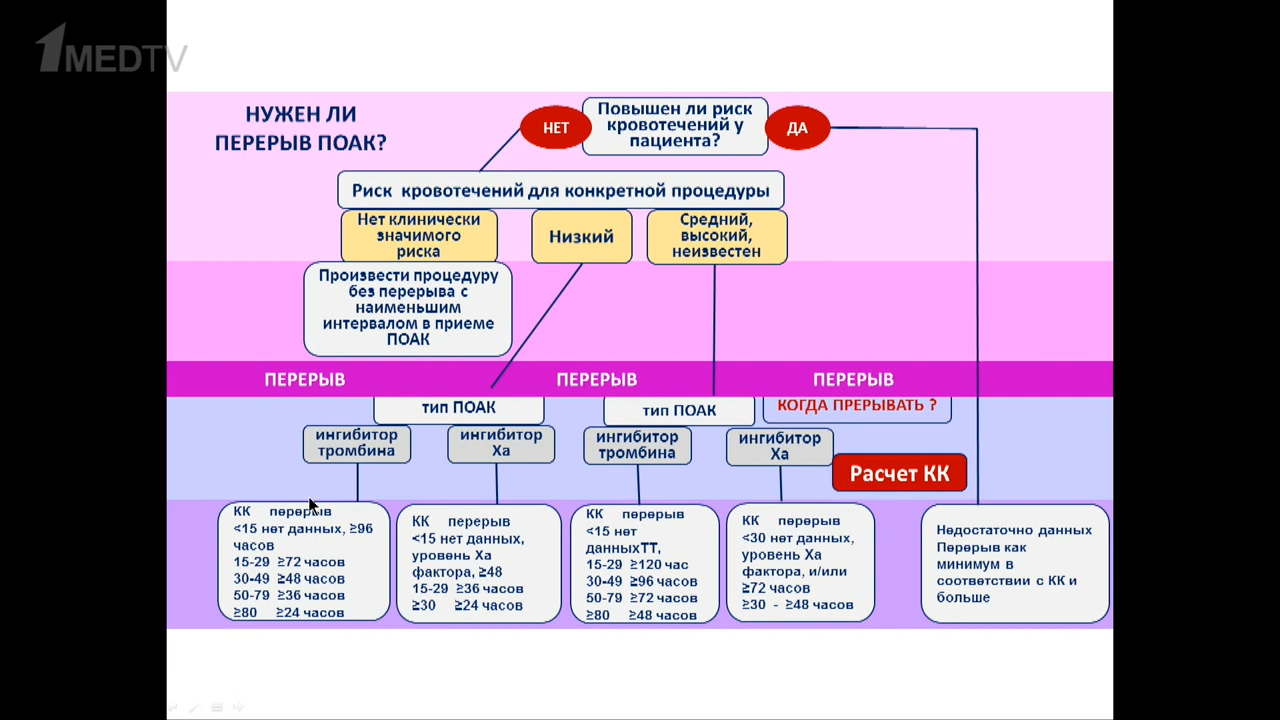 1MEDTV
НУЖЕН ЛИ
ПЕРЕРЫВ ПОАК?
НЕТ
Повышен ли риск
кровотечений у
пациента?
ДА
Риск кровотечений для конкретной процедуры
Нет клинически
значимого
риска
Низкий
Средний,
высокий,
неизвестен
Произвести процедуру
без перерыва с
наименьшим
интервалом в приеме
ПОАК
ПЕРЕРЫВ
ПЕРЕРЫВ
ПЕРЕРЫВ
тип ПОАК
тип ПОАК
КОГДА ПРЕРЫВАТЬ ?
ингибитор
тромбина
ингибитор
Ха
ингибитор
тромбина
ингибитор
Ха
Расчет КК
КК перерыв
<15 нет данных, ≥96
часов
15-29 ≥72 часов
30-49 ≥48 часов
50-79 ≥36 часов
≥80 ≥24 часов
КК перерыв
<15 нет данных,
уровень Ха
фактора, ≥48
15-29 ≥36 часов
≥30 ≥24 часов
КК перерыв
<15 нет
данныхТТ,
15-29 ≥120 час
30-49 ≥96 часов
50-79 ≥72 часов
≥80 ≥48 часов
КК перерыв
<30 нет данных,
уровень Ха
фактора, и/или
≥72 часов
≥30 - ≥48 часов
Недостаточно данных
Перерыв как
минимум в
соответствии с КК и
больше